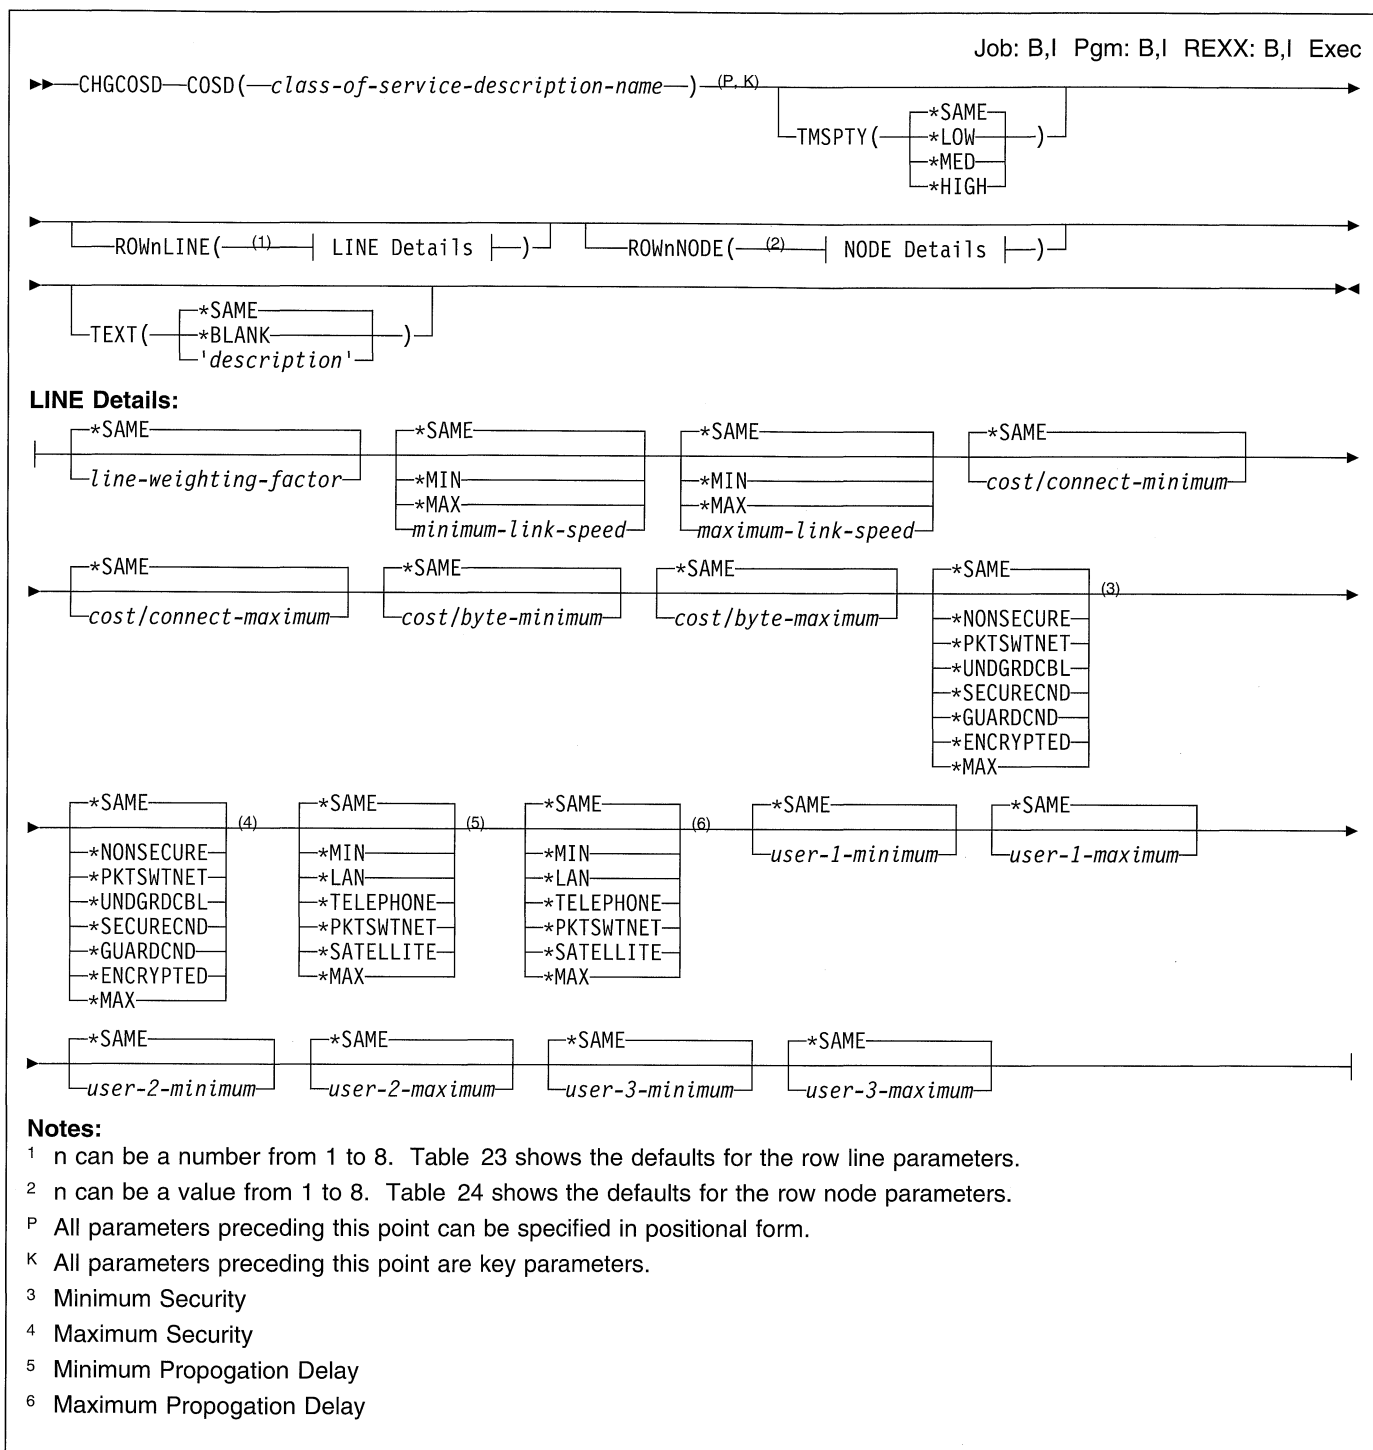 Job: B,I Pgm: B,I REXX: B,I Exec
CHGCOSD COSD( class-of-service-description-name ) (P, K)
TMSPTY( *SAME )
*LOW
*MED
*HIGH
ROWnLINE( (1) LINE Details ) ROWnNODE( (2) NODE Details )
TEXT( *SAME )
*BLANK
'description'
LINE Details:
*SAME *SAME *SAME *SAME
line-weighting-factor *MIN *MIN cost/connect-minimum
*MAX *MAX
minimum-link-speed maximum-link-speed
*SAME *SAME *SAME *SAME (3)
cost/connect-maximum cost/byte-minimum cost/byte-maximum *NONSECURE
*PKTSWTNET
*UNDGRDCBL
*SECURECND
*GUARDCND
*ENCRYPTED
*MAX
*SAME *SAME *SAME *SAME *SAME
(4) (5) (6)
*NONSECURE *MIN *MIN user-1-minimum user-1-maximum
*PKTSWTNET *LAN *LAN
*UNDGRDCBL *TELEPHONE *TELEPHONE
*SECURECND *PKTSWTNET *PKTSWTNET
*GUARDCND *SATELLITE *SATELLITE
*ENCRYPTED *MAX *MAX
*MAX
*SAME *SAME *SAME *SAME
user-2-minimum user-2-maximum user-3-minimum user-3-maximum
Notes:
1 n can be a number from 1 to 8. Table 23 shows the defaults for the row line parameters.
2 n can be a value from 1 to 8. Table 24 shows the defaults for the row node parameters.
P All parameters preceding this point can be specified in positional form.
K All parameters preceding this point are key parameters.
3 Minimum Security
4 Maximum Security
5 Minimum Propogation Delay
6 Maximum Propogation Delay